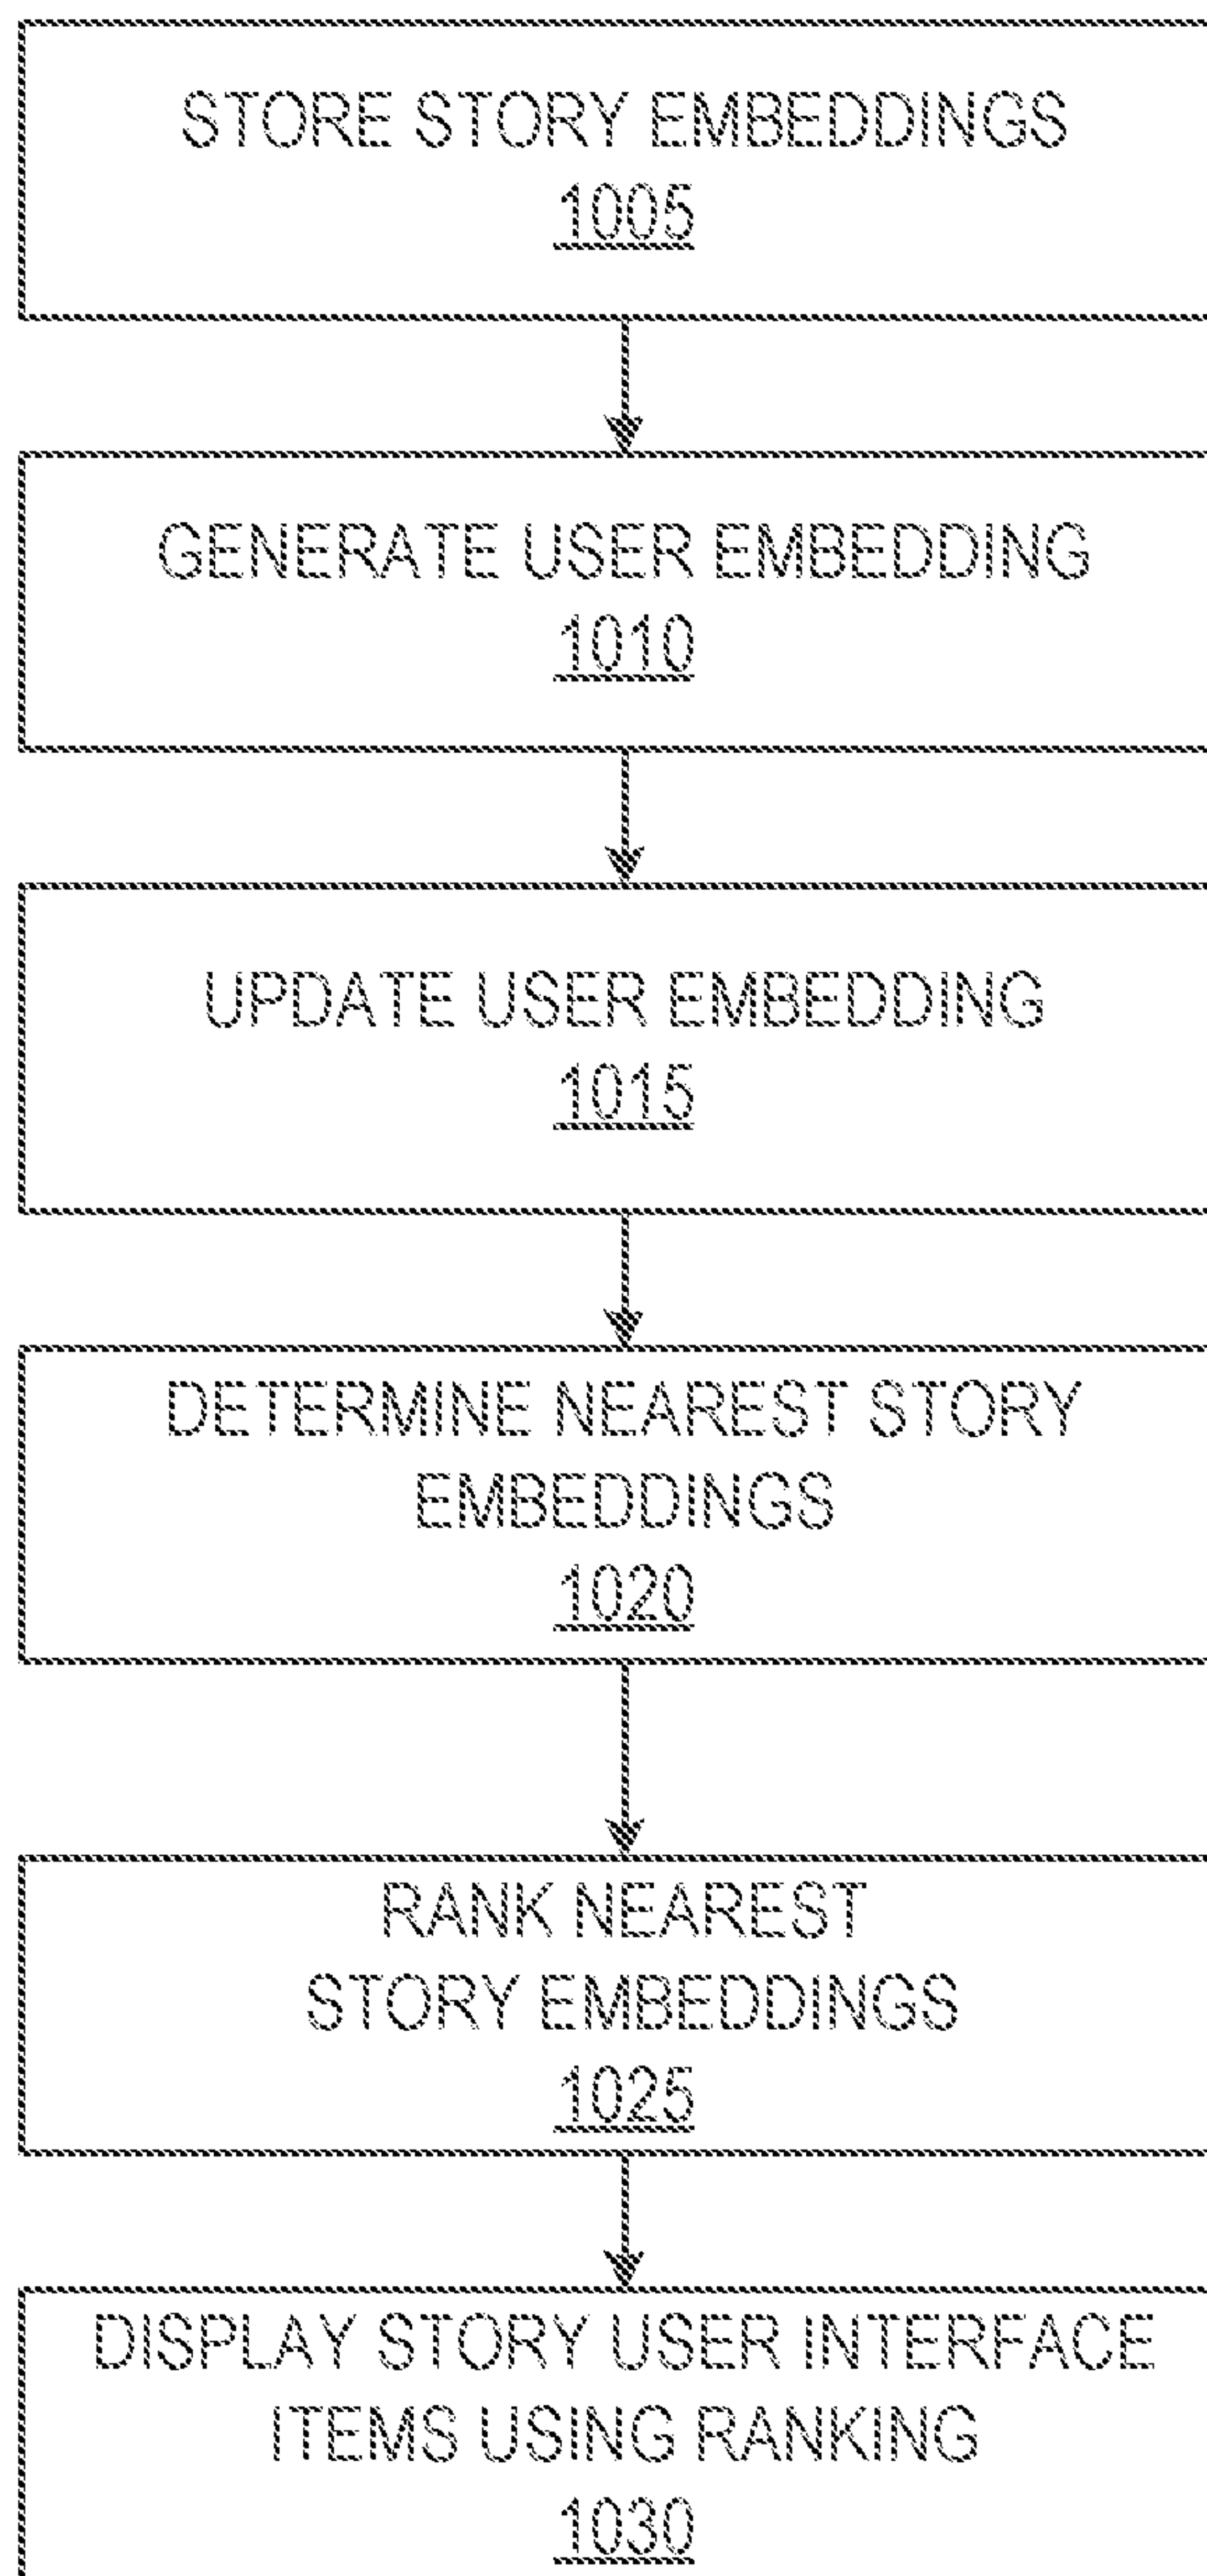 STORE STORY EMBEDDINGS
1005
GENERATE USER EMBEDDING
1010
UPDATE USER EMBEDDING
1015
DETERMINE NEAREST STORY
EMBEDDINGS
1020
RANK NEAREST
STORY EMBEDDINGS
1025
DISPLAY STORY USER INTERFACE
ITEMS USING RANKING
1030